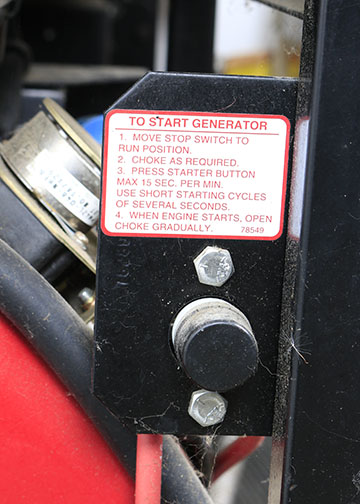 TO START GENERATOR
1. MOVE STOP SWITCH TO
RUN POSITION.
2. CHOKE AS REQUIRED.
3. PRESS STARTER BUTTON
MAX 15 SEC. PER MIN.
USE SHORT STARTING CYCLES
OF SEVERAL SECONDS.
4. WHEN ENGINE STARTS, OPEN
CHOKE GRADUALLY. 78549